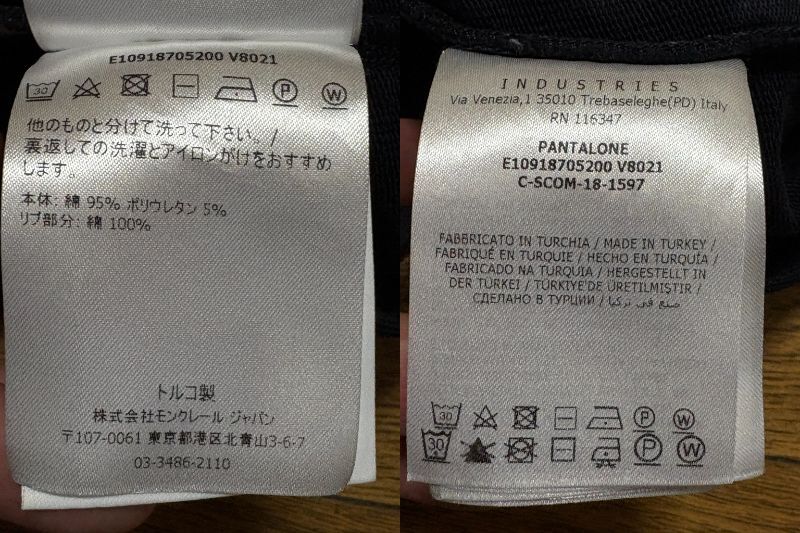 E10918705200 V8021
30
P
W
他のものと分けて洗って下さい。/
裏返しての洗濯とアイロンがけをおすすめ
します。
本体: 綿 95% ポリウレタン 5%
リブ部分: 綿 100%
トルコ製
株式会社モンクレール ジャパン
〒107-0061 東京都港区北青山3-6-7
03-3486-2110
INDUSTRIES
Via Venezia,1 35010 Trebaseleghe(PD) Italy
RN 116347
PANTALONE
E10918705200 V8021
C-SCOM-18-1597
FABBRICATO IN TURCHIA / MADE IN TURKEY /
FABRIQUÉ EN TURQUIE / HECHO EN TURQUÍA /
FABRICADO NA TURQUIA / HERGESTELLT IN
DER TÜRKEI / TÜRKIYE'DE ÜRETILMIŞTIR /
СДЕЛАНО В ТУРЦИИ / صنع في تركيا
30 P W
30 P W